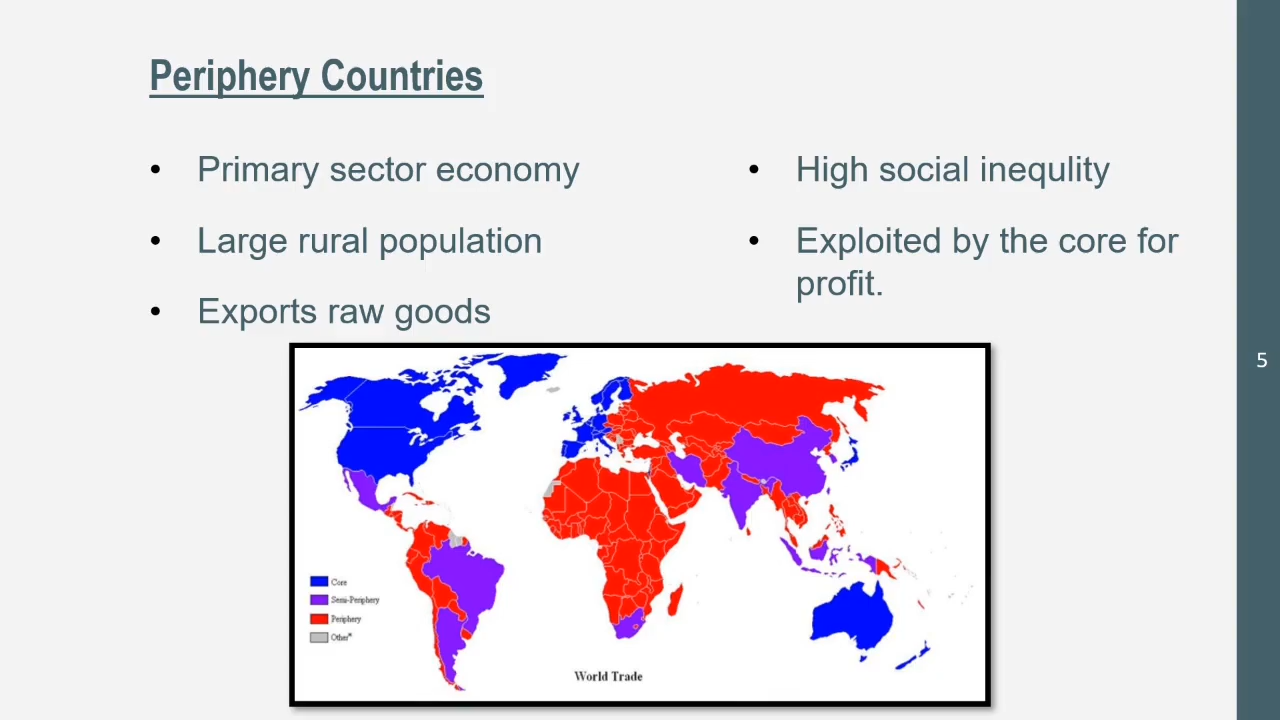 Periphery Countries
• Primary sector economy
• Large rural population
• Exports raw goods
• High social inequlity
• Exploited by the core for
profit.
Core
Semi-Periphery
Periphery
Other*
World Trade
5